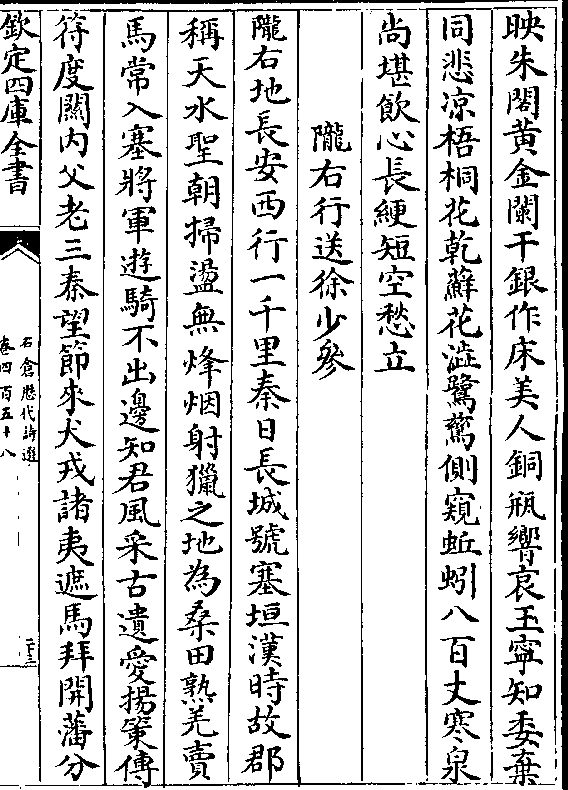 映朱閣黄金闌干銀作床美人銅瓶響哀玉寧知委棄
同悲凉梧桐花乾蘚花澁鷺鶿側窺蚯蚓八百丈寒泉
尚堪飲心長綆短空愁立
隴右行送徐少參
隴右地長安西行一千里秦日長城號塞垣漢時故郡
稱天水聖朝掃盪無烽烟射獵之地為桑田熟羌賣
馬常入塞將軍遊騎不出邊知君風采古遺愛揚䇿傳
符度關内父老三秦望節來犬戎諸夷遮馬拜開藩分
欽定四庫全書
石倉歷代詩選
卷四百五十八
二十三